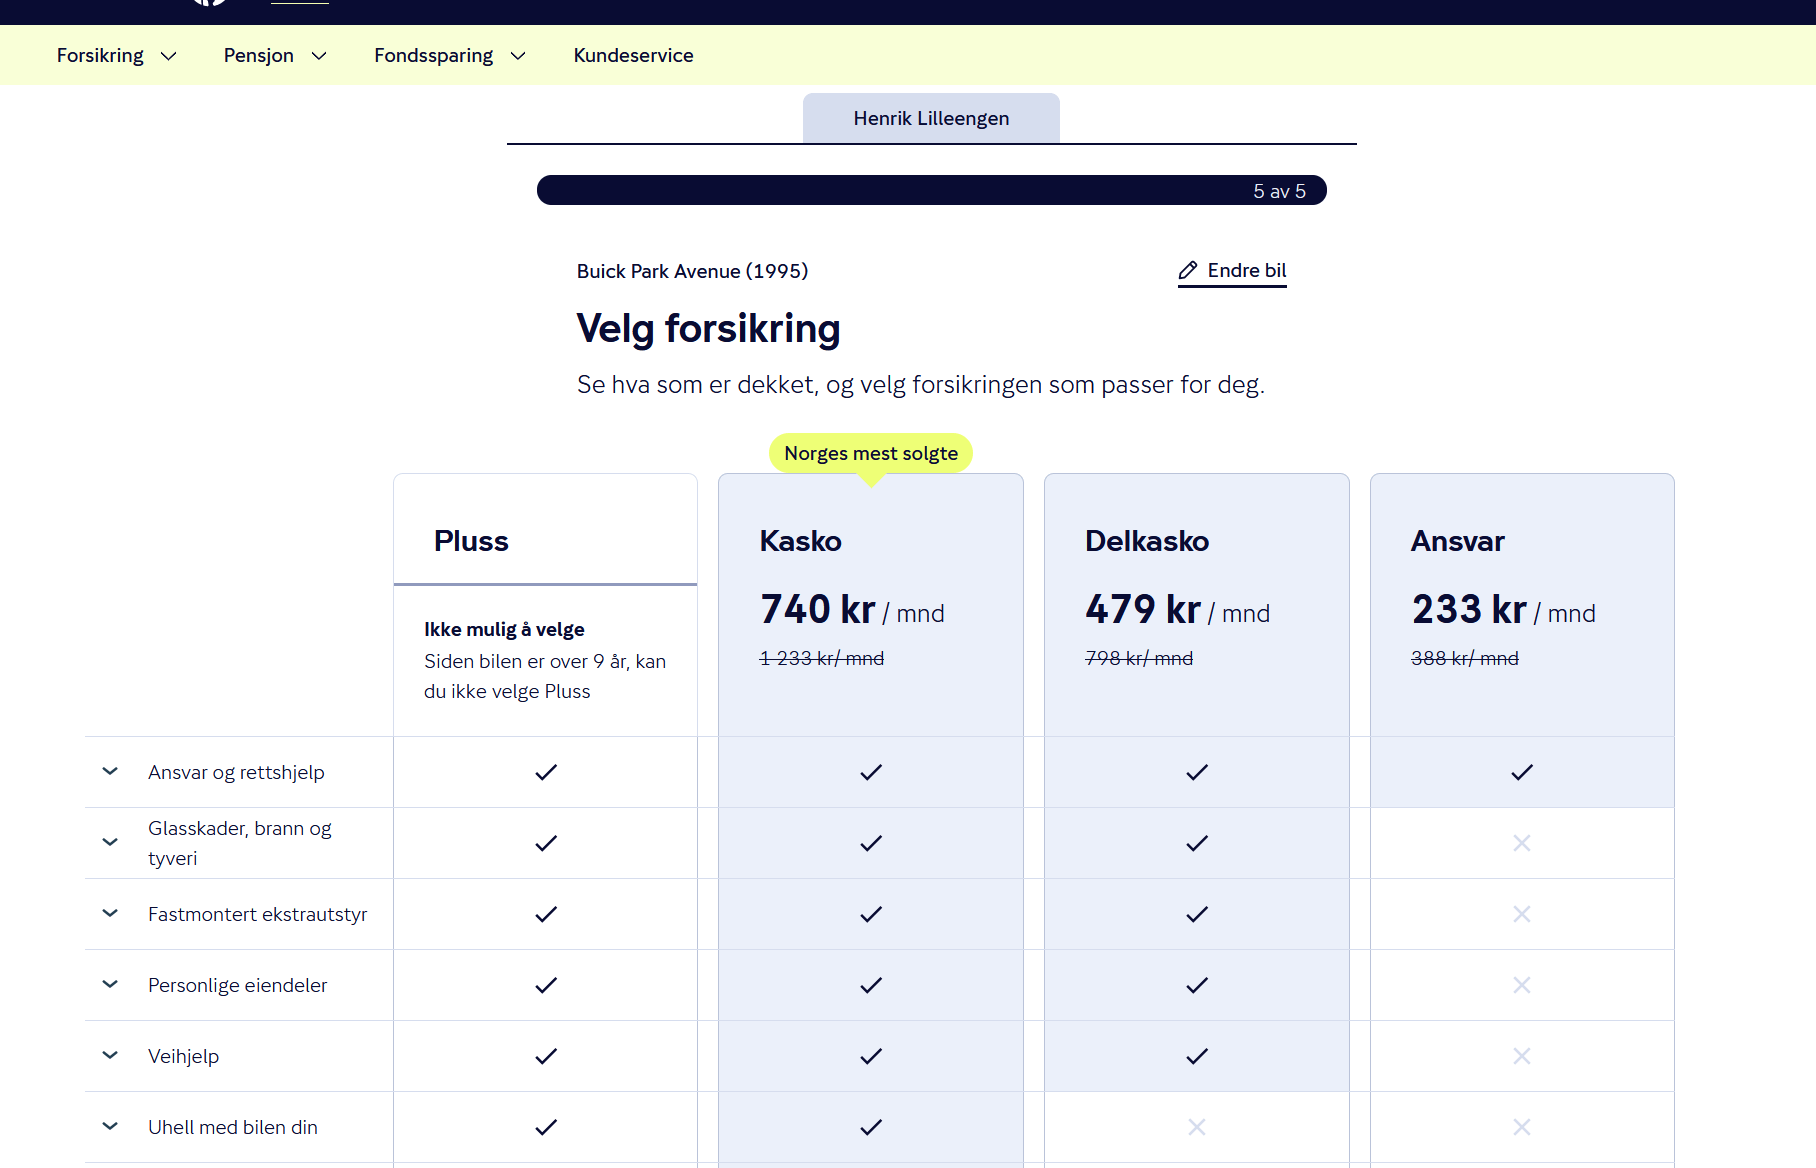 Forsikring
Pensjon
Fondssparing
Kundeservice
Henrik Lilleengen
5 av 5
Buick Park Avenue (1995)
Endre bil
Velg forsikring
Se hva som er dekket, og velg forsikringen som passer for deg.
Norges mest solgte
Pluss
Ikke mulig å velge
Siden bilen er over 9 år, kan
du ikke velge Pluss
Kasko
740 kr / mnd
1 233 kr/ mnd
Delkasko
479 kr / mnd
798 kr/ mnd
Ansvar
233 kr / mnd
388 kr/ mnd
Ansvar og rettshjelp
Glasskader, brann og
tyveri
Fastmontert ekstrautstyr
Personlige eiendeler
Veihjelp
Uhell med bilen din